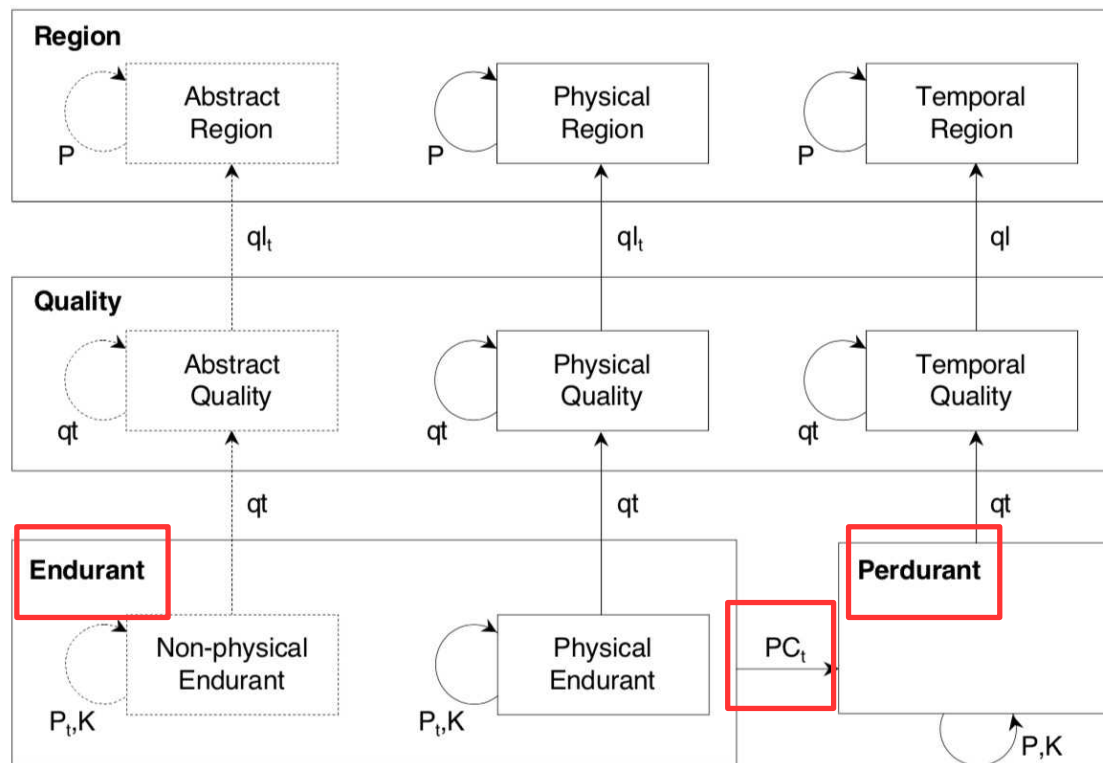 Region
Abstract
Region
Physical
Region
Temporal
Region
P
P
P
qlₜ
qlₜ
ql
Quality
Abstract
Quality
Physical
Quality
Temporal
Quality
qt
qt
qt
qt
qt
qt
Endurant
Perdurant
Non-physical
Endurant
Physical
Endurant
PCₜ
Pₜ,K
Pₜ,K
P,K